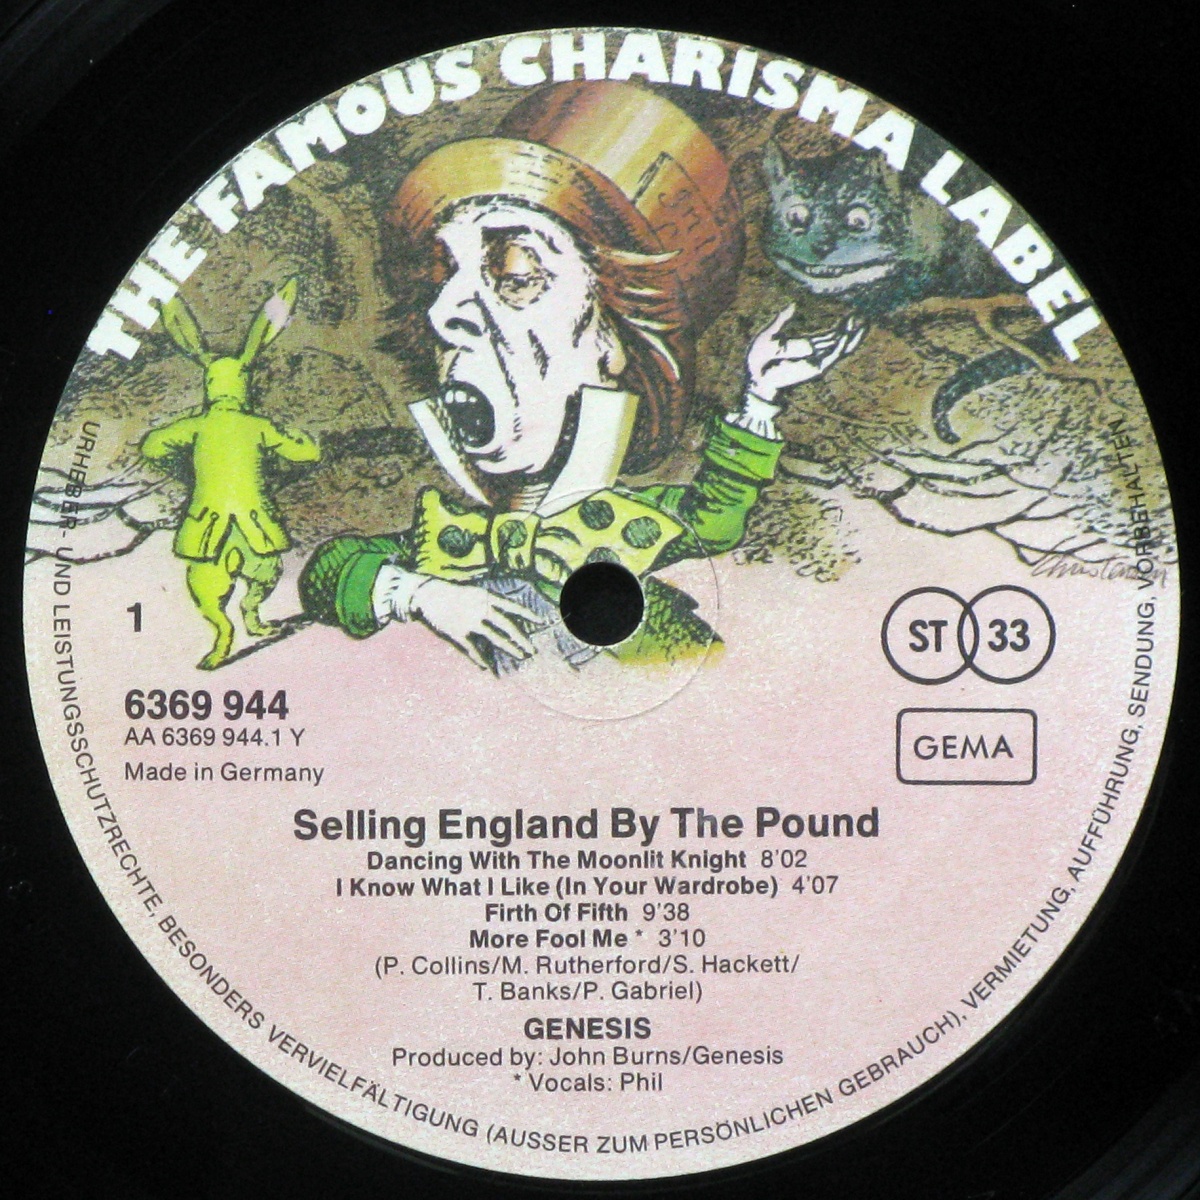 THE FAMOUS CHARISMA LABEL
1
ST 33
6369 944
AA 6369 944.1 Y
Made in Germany
GEMA
Selling England By The Pound
Dancing With The Moonlit Knight 8'02
I Know What I Like (In Your Wardrobe) 4'07
Firth Of Fifth 9'38
More Fool Me * 3'10
(P. Collins/M. Rutherford/S. Hackett/
T. Banks/P. Gabriel)
GENESIS
Produced by: John Burns/Genesis
* Vocals: Phil
URHEBER- UND LEISTUNGSSCHUTZRECHTE, BESONDERS VERVIELFÄLTIGUNG (AUSSER ZUM PERSÖNLICHEN GEBRAUCH), VERMIETUNG, AUFFÜHRUNG, SENDUNG, VORBEHALTEN